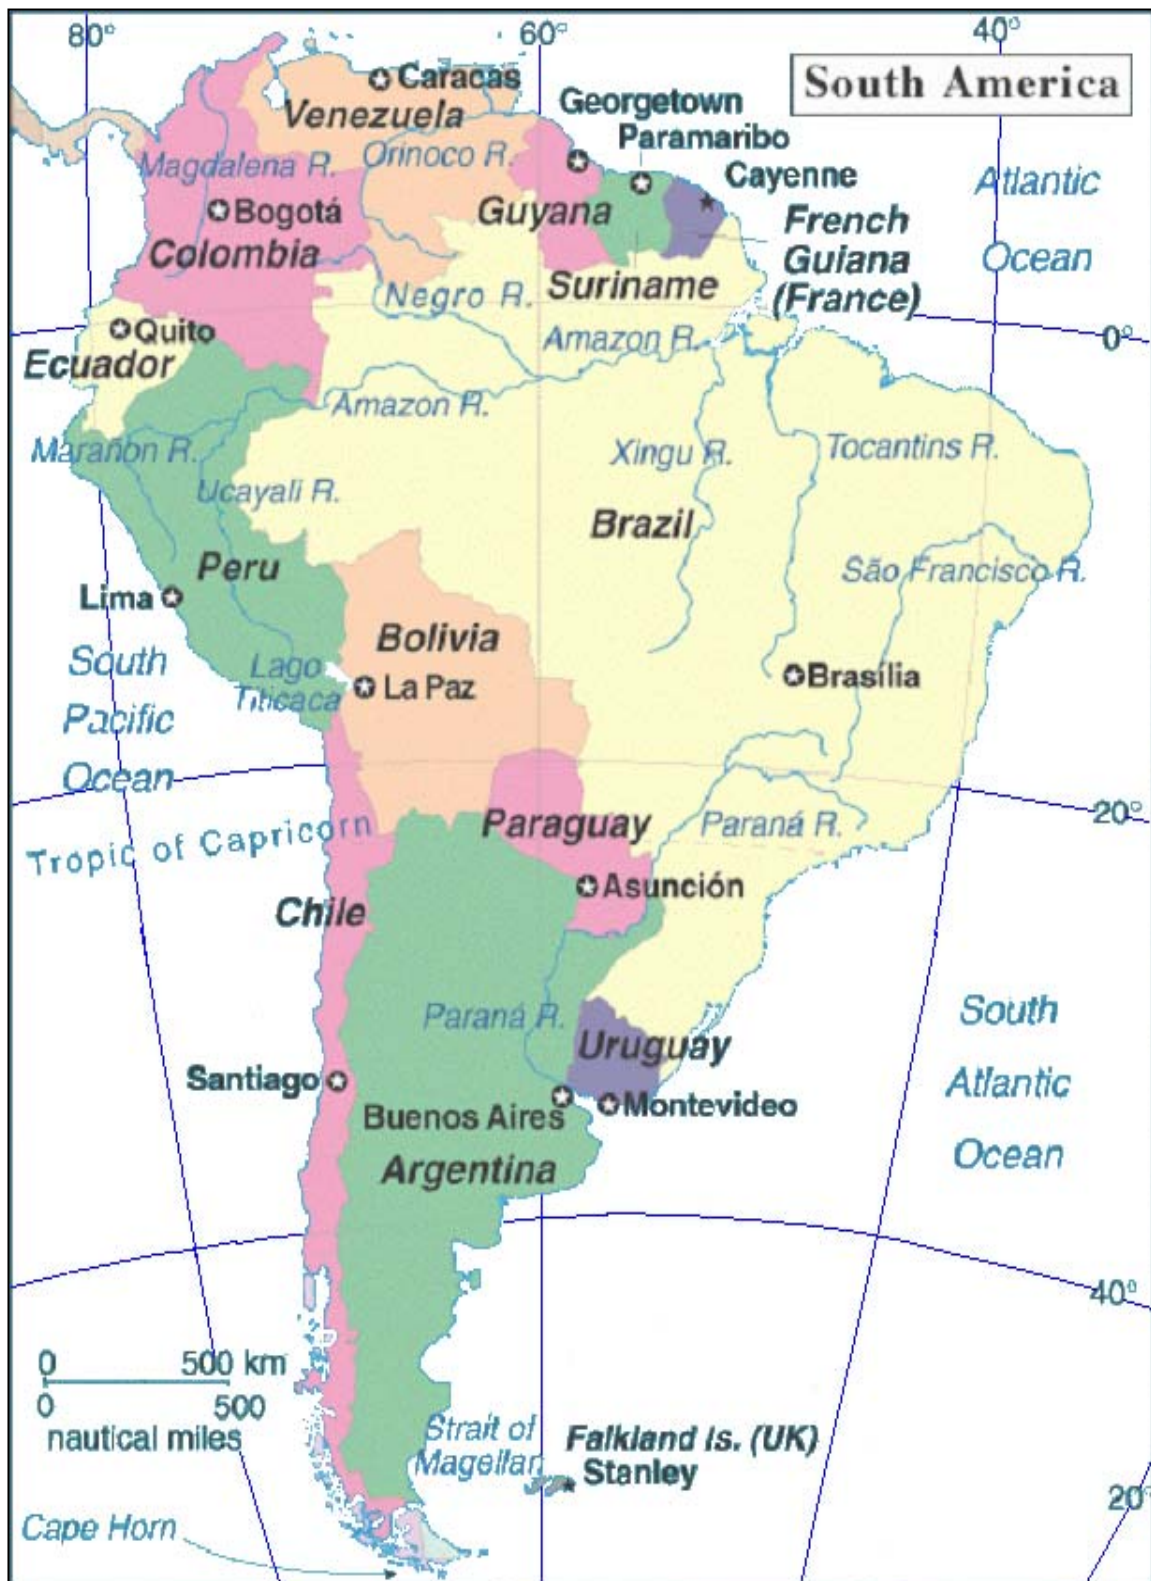 80°
60°
40°
South America
Caracas
Venezuela
Georgetown
Paramaribo
Magdalena R.
Orinoco R.
Cayenne
Atlantic
Ocean
Bogotá
Guyana
French
Guiana
(France)
Colombia
Suriname
Negro R.
Quito
Amazon R.
0°
Ecuador
Amazon R.
Marañon R.
Xingu R.
Tocantins R.
Ucayali R.
Brazil
Peru
São Francisco R.
Lima
Bolivia
South
Pacific
Ocean
Lago
Titicaca
La Paz
Brasília
20°
Tropic of Capricorn
Paraguay
Paraná R.
Asunción
Chile
Paraná R.
Uruguay
South
Atlantic
Ocean
Santiago
Buenos Aires
Montevideo
Argentina
40°
0 500 km
0 500
nautical miles
Strait of
Magellan
Falkland Is. (UK)
Stanley
20°
Cape Horn